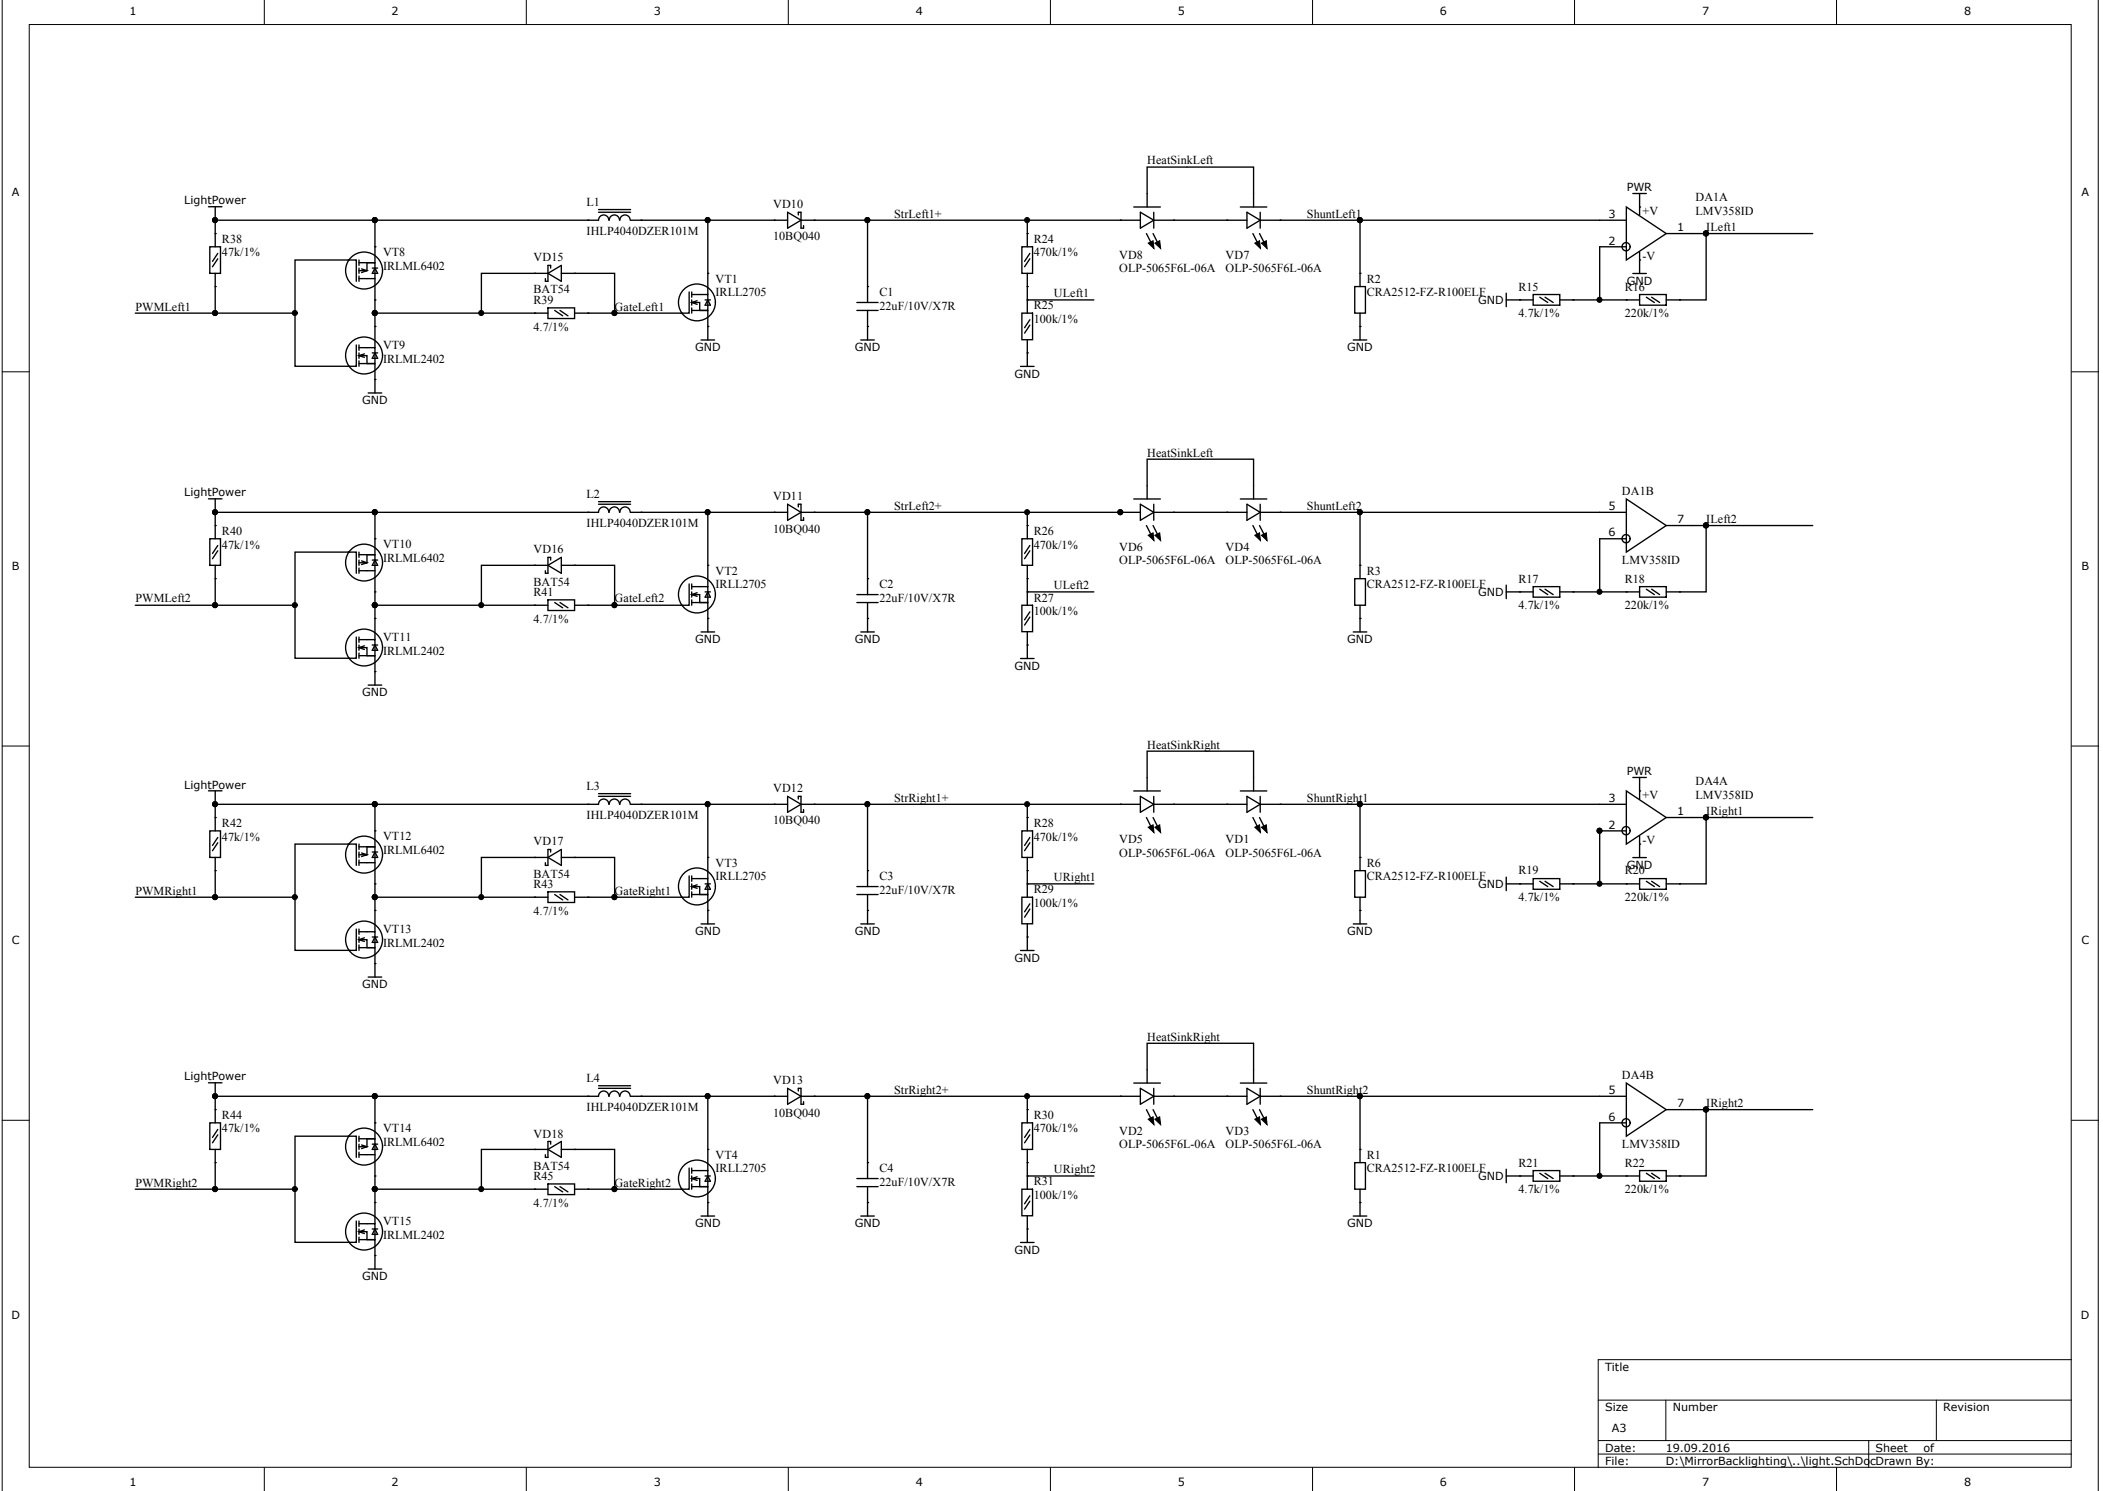 1 2 3 4 5 6 7 8
A
A
HeatSinkLeft
LightPower
L1
IHLP4040DZER101M
VD10
10BQ040
StrLeft1+
ShuntLeft1
PWR
DA1A
LMV358ID
3
+V
1
ILeft1
2
-V
GND
R38
47k/1%
VT8
IRLML6402
VD15
BAT54
R39
4.7/1%
VT1
IRLL2705
R24
470k/1%
VD8
OLP-5065F6L-06A
VD7
OLP-5065F6L-06A
R2
CRA2512-FZ-R100ELF
GND
R15
4.7k/1%
R16
220k/1%
PWMLeft1
GateLeft1
C1
22uF/10V/X7R
ULeft1
R25
100k/1%
VT9
IRLML2402
GND
GND
GND
GND
GND
B
B
HeatSinkLeft
LightPower
L2
IHLP4040DZER101M
VD11
10BQ040
StrLeft2+
ShuntLeft2
DA1B
5
7
ILeft2
6
LMV358ID
R40
47k/1%
VT10
IRLML6402
VD16
BAT54
R41
4.7/1%
VT2
IRLL2705
R26
470k/1%
VD6
OLP-5065F6L-06A
VD4
OLP-5065F6L-06A
R3
CRA2512-FZ-R100ELF
GND
R17
4.7k/1%
R18
220k/1%
PWMLeft2
GateLeft2
C2
22uF/10V/X7R
ULeft2
R27
100k/1%
VT11
IRLML2402
GND
GND
GND
GND
GND
C
C
HeatSinkRight
LightPower
L3
IHLP4040DZER101M
VD12
10BQ040
StrRight1+
ShuntRight1
PWR
DA4A
LMV358ID
3
+V
1
IRight1
2
-V
GND
R42
47k/1%
VT12
IRLML6402
VD17
BAT54
R43
4.7/1%
VT3
IRLL2705
R28
470k/1%
VD5
OLP-5065F6L-06A
VD1
OLP-5065F6L-06A
R6
CRA2512-FZ-R100ELF
GND
R19
4.7k/1%
R20
220k/1%
PWMRight1
GateRight1
C3
22uF/10V/X7R
URight1
R29
100k/1%
VT13
IRLML2402
GND
GND
GND
GND
GND
D
D
HeatSinkRight
LightPower
L4
IHLP4040DZER101M
VD13
10BQ040
StrRight2+
ShuntRight2
DA4B
5
7
IRight2
6
LMV358ID
R44
47k/1%
VT14
IRLML6402
VD18
BAT54
R45
4.7/1%
VT4
IRLL2705
R30
470k/1%
VD2
OLP-5065F6L-06A
VD3
OLP-5065F6L-06A
R1
CRA2512-FZ-R100ELF
GND
R21
4.7k/1%
R22
220k/1%
PWMRight2
GateRight2
C4
22uF/10V/X7R
URight2
R31
100k/1%
VT15
IRLML2402
GND
GND
GND
GND
GND
Title
Size Number Revision
A3
Date: 19.09.2016 Sheet of
File: D:\MirrorBacklighting\..\light.SchDoc Drawn By:
1 2 3 4 5 6 7 8